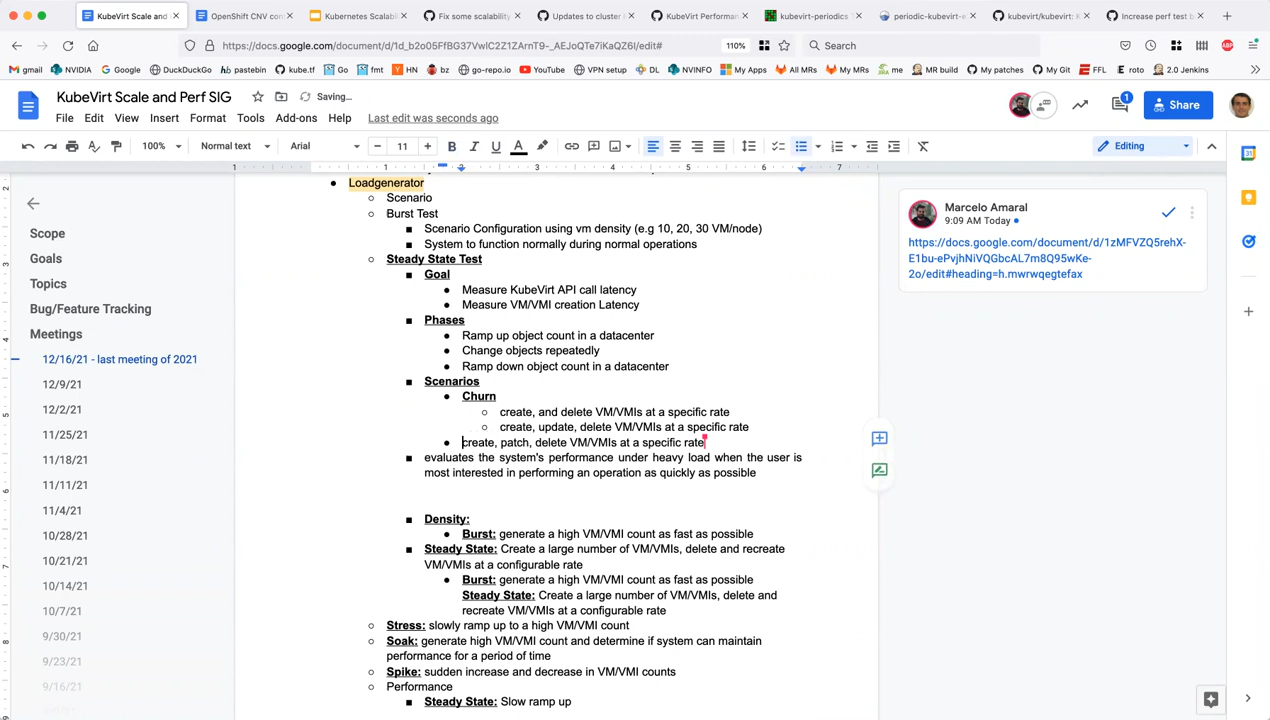 KubeVirt Scale and
OpenShift CNV con
Kubernetes Scalabi
Fix some scalability
Updates to cluster
KubeVirt Performan
kubevirt-periodics
periodic-kubevirt-e
kubevirt/kubevirt: K
Increase perf test b
https://docs.google.com/document/d/1d_b2o05FfBG37VwlC2Z1ZArnT9-_AEJoQTe7iKaQZ6I/edit#
110%
Search
gmail
NVIDIA
Google
DuckDuckGo
pastebin
kube.tf
Go
fmt
HN
bz
go-repo.io
YouTube
VPN setup
DL
NVINFO
My Apps
All MRs
My MRs
me
MR build
My patches
My Git
FFL
roto
2.0 Jenkins
KubeVirt Scale and Perf SIG
Saving...
File Edit View Insert Format Tools Add-ons Help
Last edit was seconds ago
1
Share
100%
Normal text
Arial
11
Editing
1 1 2 3 4 5 6 7
Scope
Goals
Topics
Bug/Feature Tracking
Meetings
12/16/21 - last meeting of 2021
12/9/21
12/2/21
11/25/21
11/18/21
11/11/21
11/4/21
10/28/21
10/21/21
10/14/21
10/7/21
9/30/21
9/23/21
9/16/21
Loadgenerator
Scenario
Burst Test
Scenario Configuration using vm density (e.g 10, 20, 30 VM/node)
System to function normally during normal operations
Steady State Test
Goal
Measure KubeVirt API call latency
Measure VM/VMI creation Latency
Phases
Ramp up object count in a datacenter
Change objects repeatedly
Ramp down object count in a datacenter
Scenarios
Churn
create, and delete VM/VMIs at a specific rate
create, update, delete VM/VMIs at a specific rate
create, patch, delete VM/VMIs at a specific rate
evaluates the system's performance under heavy load when the user is
most interested in performing an operation as quickly as possible
Density:
Burst: generate a high VM/VMI count as fast as possible
Steady State: Create a large number of VM/VMIs, delete and recreate
VM/VMIs at a configurable rate
Burst: generate a high VM/VMI count as fast as possible
Steady State: Create a large number of VM/VMIs, delete and
recreate VM/VMIs at a configurable rate
Stress: slowly ramp up to a high VM/VMI count
Soak: generate high VM/VMI count and determine if system can maintain
performance for a period of time
Spike: sudden increase and decrease in VM/VMI counts
Performance
Steady State: Slow ramp up
Marcelo Amaral
9:09 AM Today
https://docs.google.com/document/d/1zMFVZQ5rehX-
E1bu-ePvjhNiVQGbcAL7m8Q95wKe-
2o/edit#heading=h.mwrwqegtefax